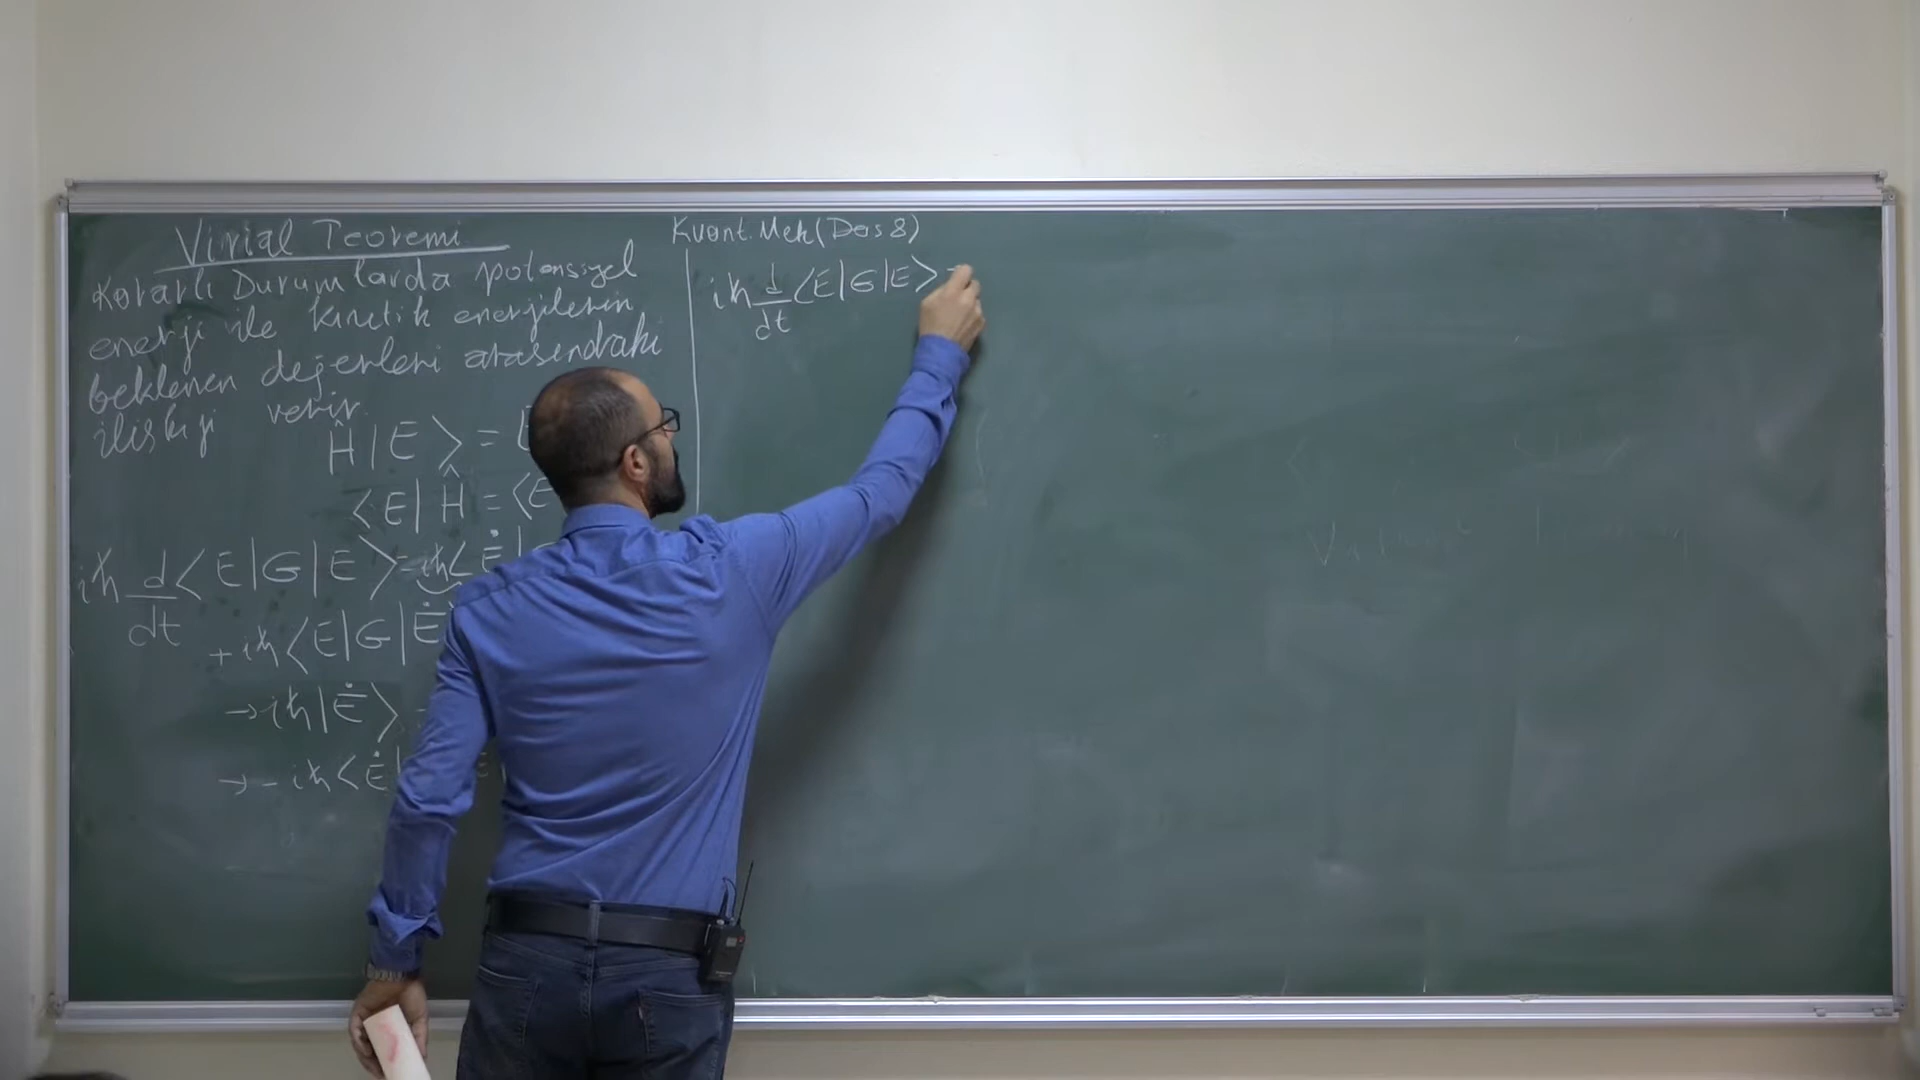 Virial Teoremi
Kararlı Durumlarda potansiyel
enerji ile kinetik enerjilerin
beklenen değerleri arasındaki
ilişkiyi verir.
Ĥ|E⟩ = E
⟨E|Ĥ = ⟨E
iħ d/dt ⟨E|G|E⟩ = iħ⟨Ė|
+ iħ⟨E|G|Ė
→ iħ|Ė⟩
→ - iħ⟨Ė|
Kuant. Mek (Ders 8)
iħ d/dt ⟨E|G|E⟩ =